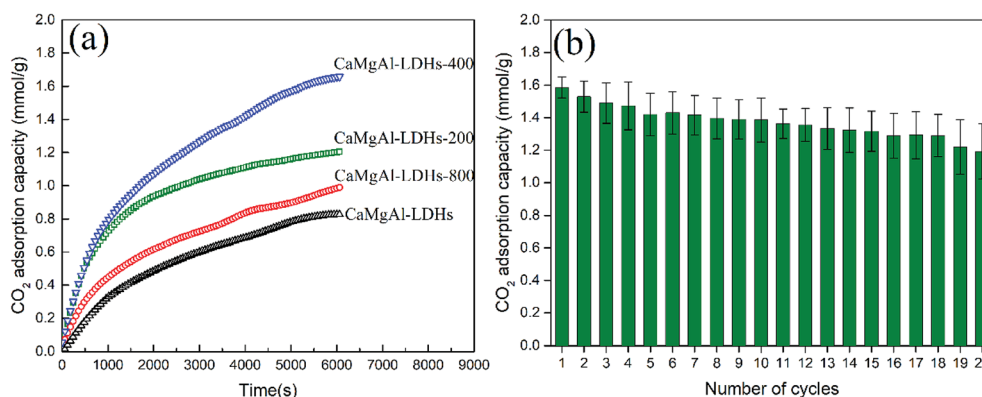 (a)
CO2 adsorption capacity (mmol/g)
2.0
1.8
1.6
1.4
1.2
1.0
0.8
0.6
0.4
0.2
0.0
CaMgAl-LDHs-400
CaMgAl-LDHs-200
CaMgAl-LDHs-800
CaMgAl-LDHs
0 1000 2000 3000 4000 5000 6000 7000 8000 9000
Time(s)
(b)
CO2 adsorption capacity (mmol/g)
2.0
1.8
1.6
1.4
1.2
1.0
0.8
0.6
0.4
0.2
0.0
1 2 3 4 5 6 7 8 9 10 11 12 13 14 15 16 17 18 19
Number of cycles